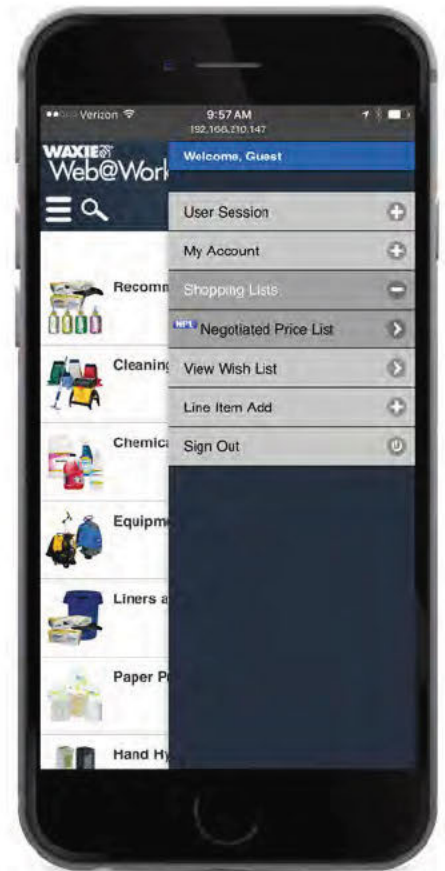 Verizon
9:57 AM
192.168.210.147
WAXIE
Web@Work
Welcome, Guest
User Session
My Account
Shopping Lists
NPL Negotiated Price List
View Wish List
Line Item Add
Sign Out
Recomm
Cleaning
Chemica
Equipm
Liners a
Paper P
Hand Hy